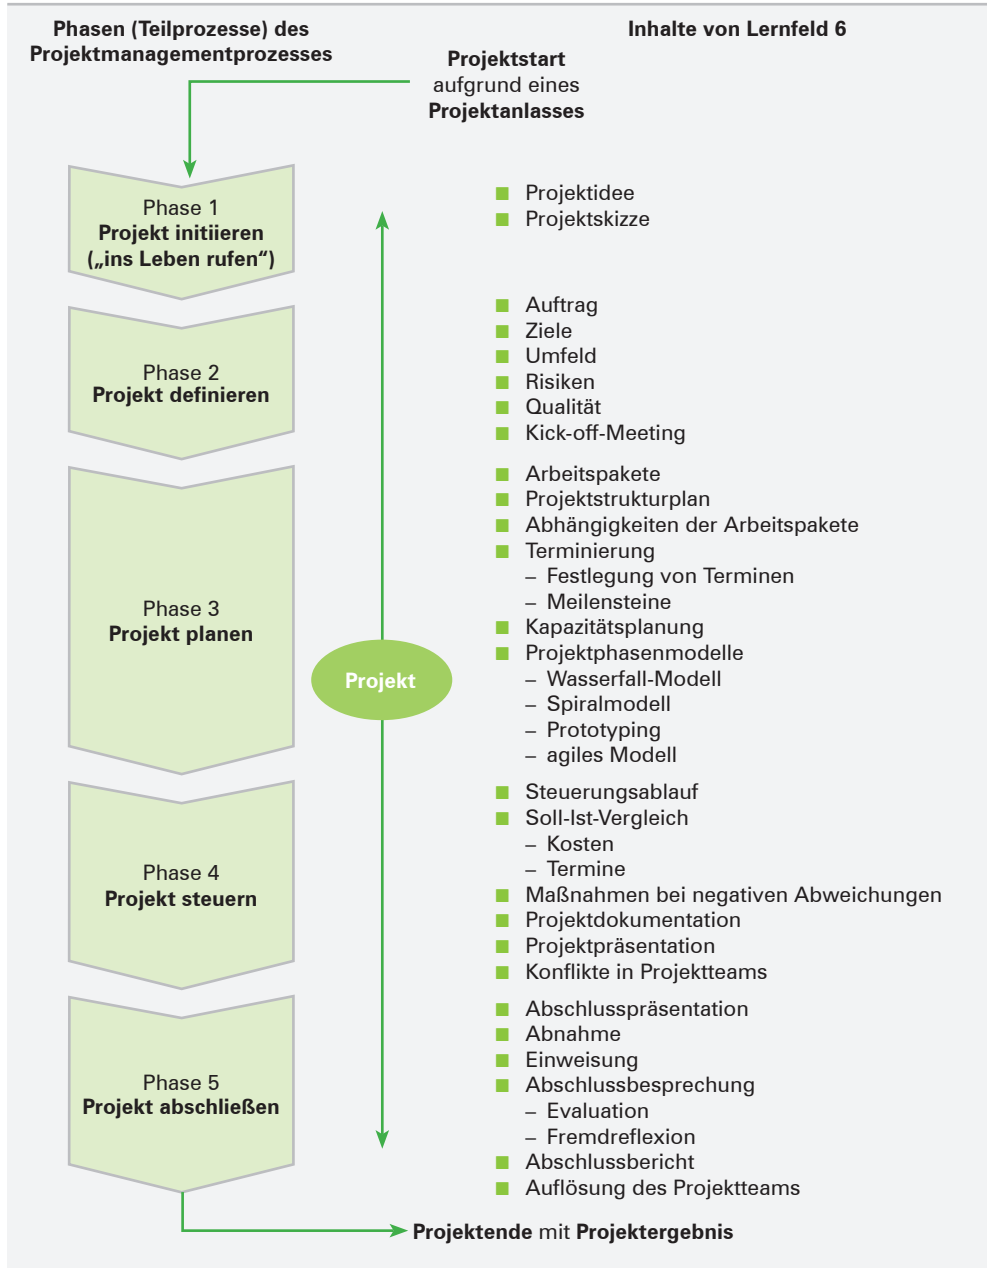 Phasen (Teilprozesse) des
Projektmanagementprozesses
Inhalte von Lernfeld 6
Projektstart
aufgrund eines
Projektanlasses
Phase 1
Projekt initiieren
(„ins Leben rufen“)
■ Projektidee
■ Projektskizze
Phase 2
Projekt definieren
■ Auftrag
■ Ziele
■ Umfeld
■ Risiken
■ Qualität
■ Kick-off-Meeting
Phase 3
Projekt planen
■ Arbeitspakete
■ Projektstrukturplan
■ Abhängigkeiten der Arbeitspakete
■ Terminierung
– Festlegung von Terminen
– Meilensteine
■ Kapazitätsplanung
■ Projektphasenmodelle
– Wasserfall-Modell
– Spiralmodell
– Prototyping
– agiles Modell
Projekt
Phase 4
Projekt steuern
■ Steuerungsablauf
■ Soll-Ist-Vergleich
– Kosten
– Termine
■ Maßnahmen bei negativen Abweichungen
■ Projektdokumentation
■ Projektpräsentation
■ Konflikte in Projektteams
Phase 5
Projekt abschließen
■ Abschlusspräsentation
■ Abnahme
■ Einweisung
■ Abschlussbesprechung
– Evaluation
– Fremdreflexion
■ Abschlussbericht
■ Auflösung des Projektteams
Projektende mit Projektergebnis